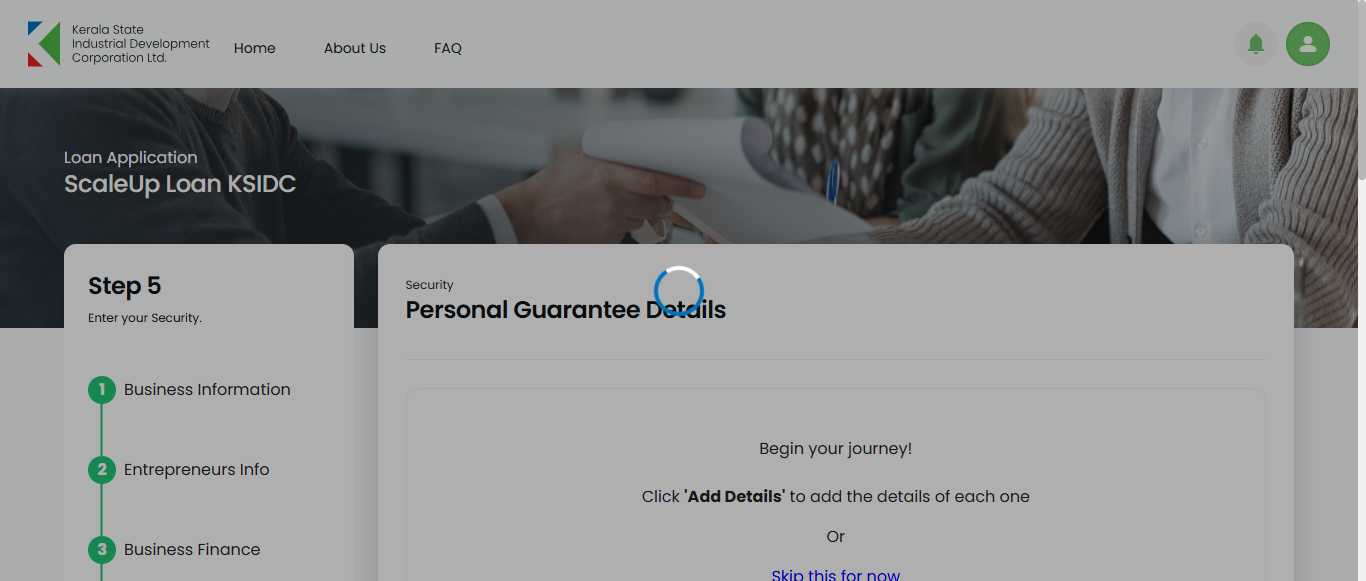 Kerala State
Industrial Development
Corporation Ltd.
Home
About Us
FAQ
Loan Application
ScaleUp Loan KSIDC
Step 5
Enter your Security.
1 Business Information
2 Entrepreneurs Info
3 Business Finance
Security
Personal Guarantee Details
Begin your journey!
Click 'Add Details' to add the details of each one
Or
Skip this for now